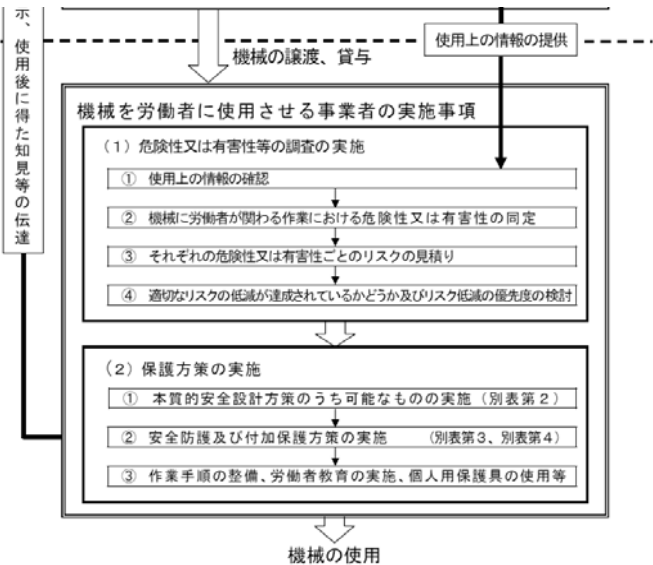 示、使用後に得た知見等の伝達
使用上の情報の提供
機械の譲渡、貸与
機械を労働者に使用させる事業者の実施事項
（１）危険性又は有害性等の調査の実施
① 使用上の情報の確認
② 機械に労働者が関わる作業における危険性又は有害性の同定
③ それぞれの危険性又は有害性ごとのリスクの見積り
④ 適切なリスクの低減が達成されているかどうか及びリスク低減の優先度の検討
（２）保護方策の実施
① 本質的安全設計方策のうち可能なものの実施（別表第２）
② 安全防護及び付加保護方策の実施　（別表第３、別表第４）
③ 作業手順の整備、労働者教育の実施、個人用保護具の使用等
機械の使用